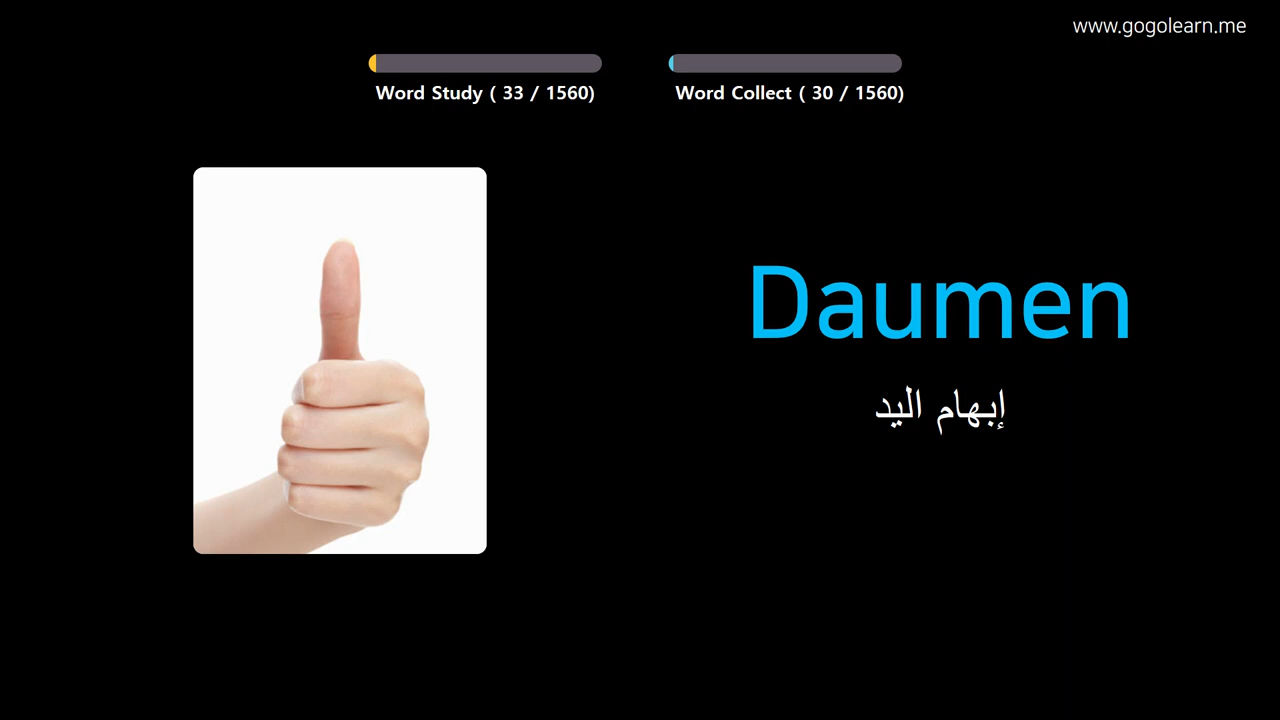 www.gogolearn.me
Word Study ( 33 / 1560)
Word Collect ( 30 / 1560)
Daumen
إبهام اليد